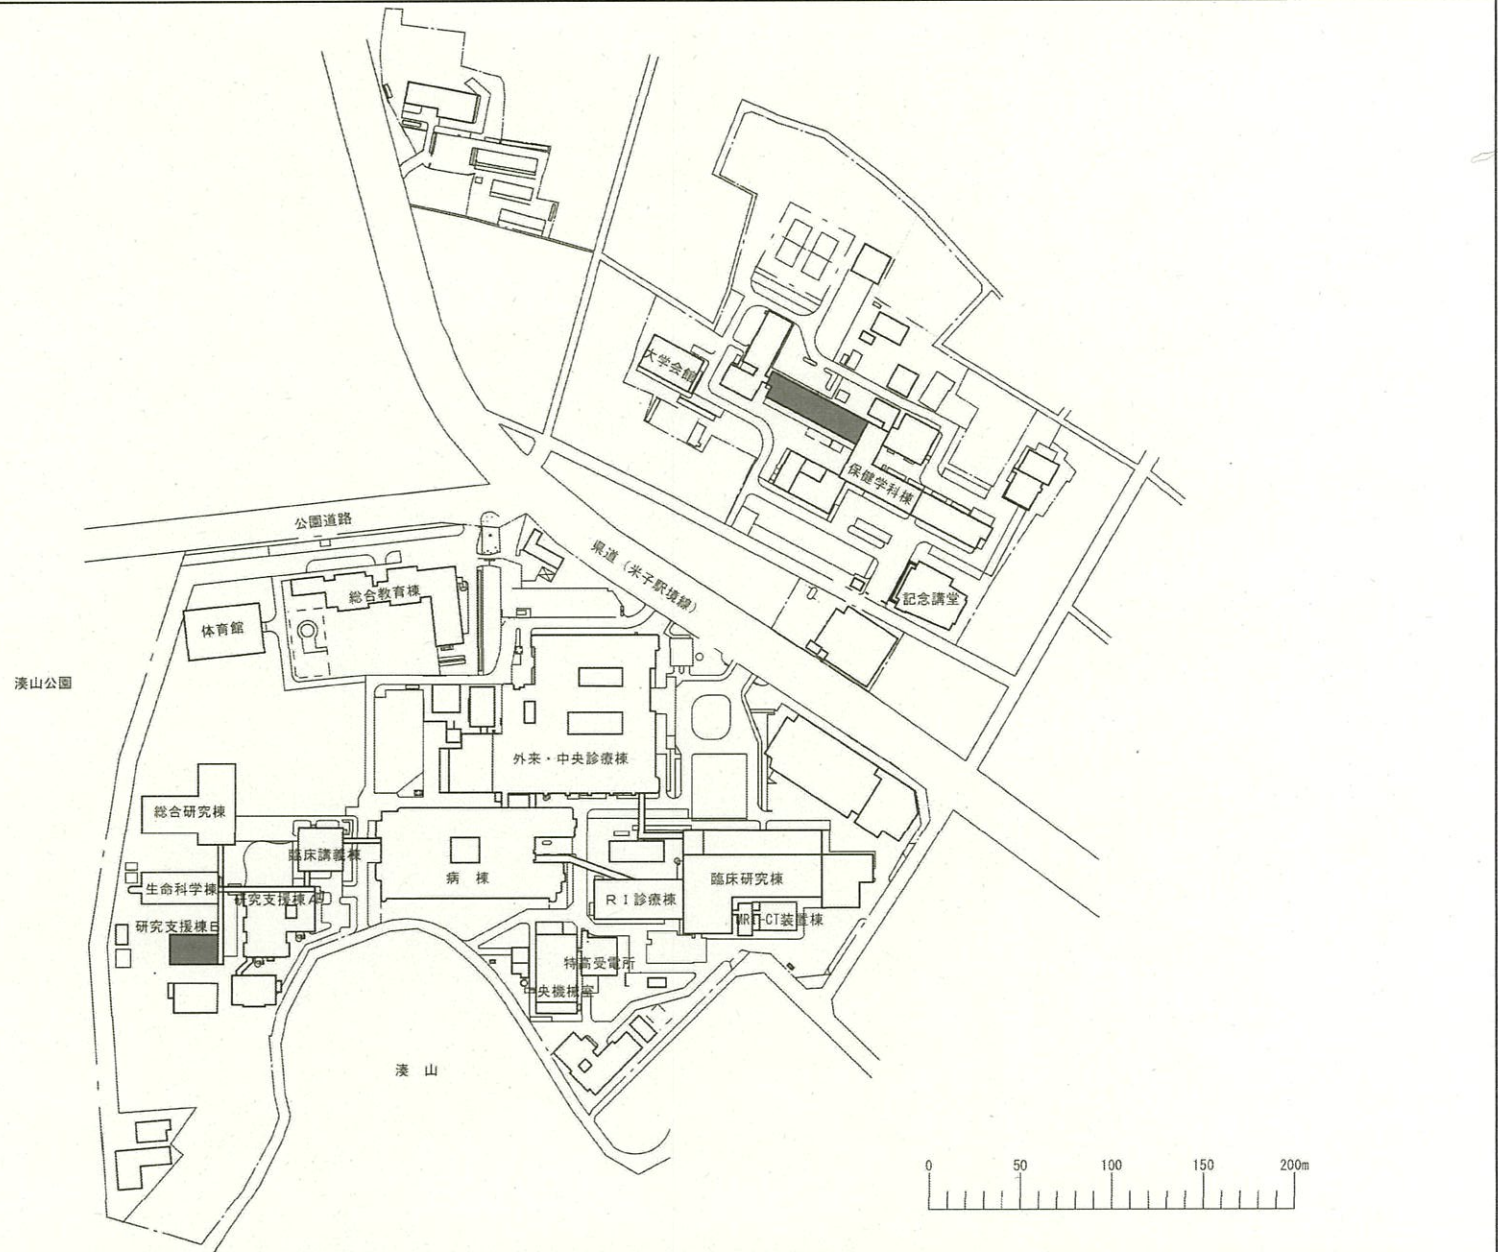 大学会館
保健学科棟
公園道路
県道(米子駅境線)
総合教育棟
記念講堂
体育館
湊山公園
外来・中央診療棟
総合研究棟
臨床講義棟
病 棟
臨床研究棟
生命科学棟
研究支援棟A
RI診療棟
MRI-CT装置棟
研究支援棟B
特高受電所
央機械室
湊 山
0 50 100 150 200m